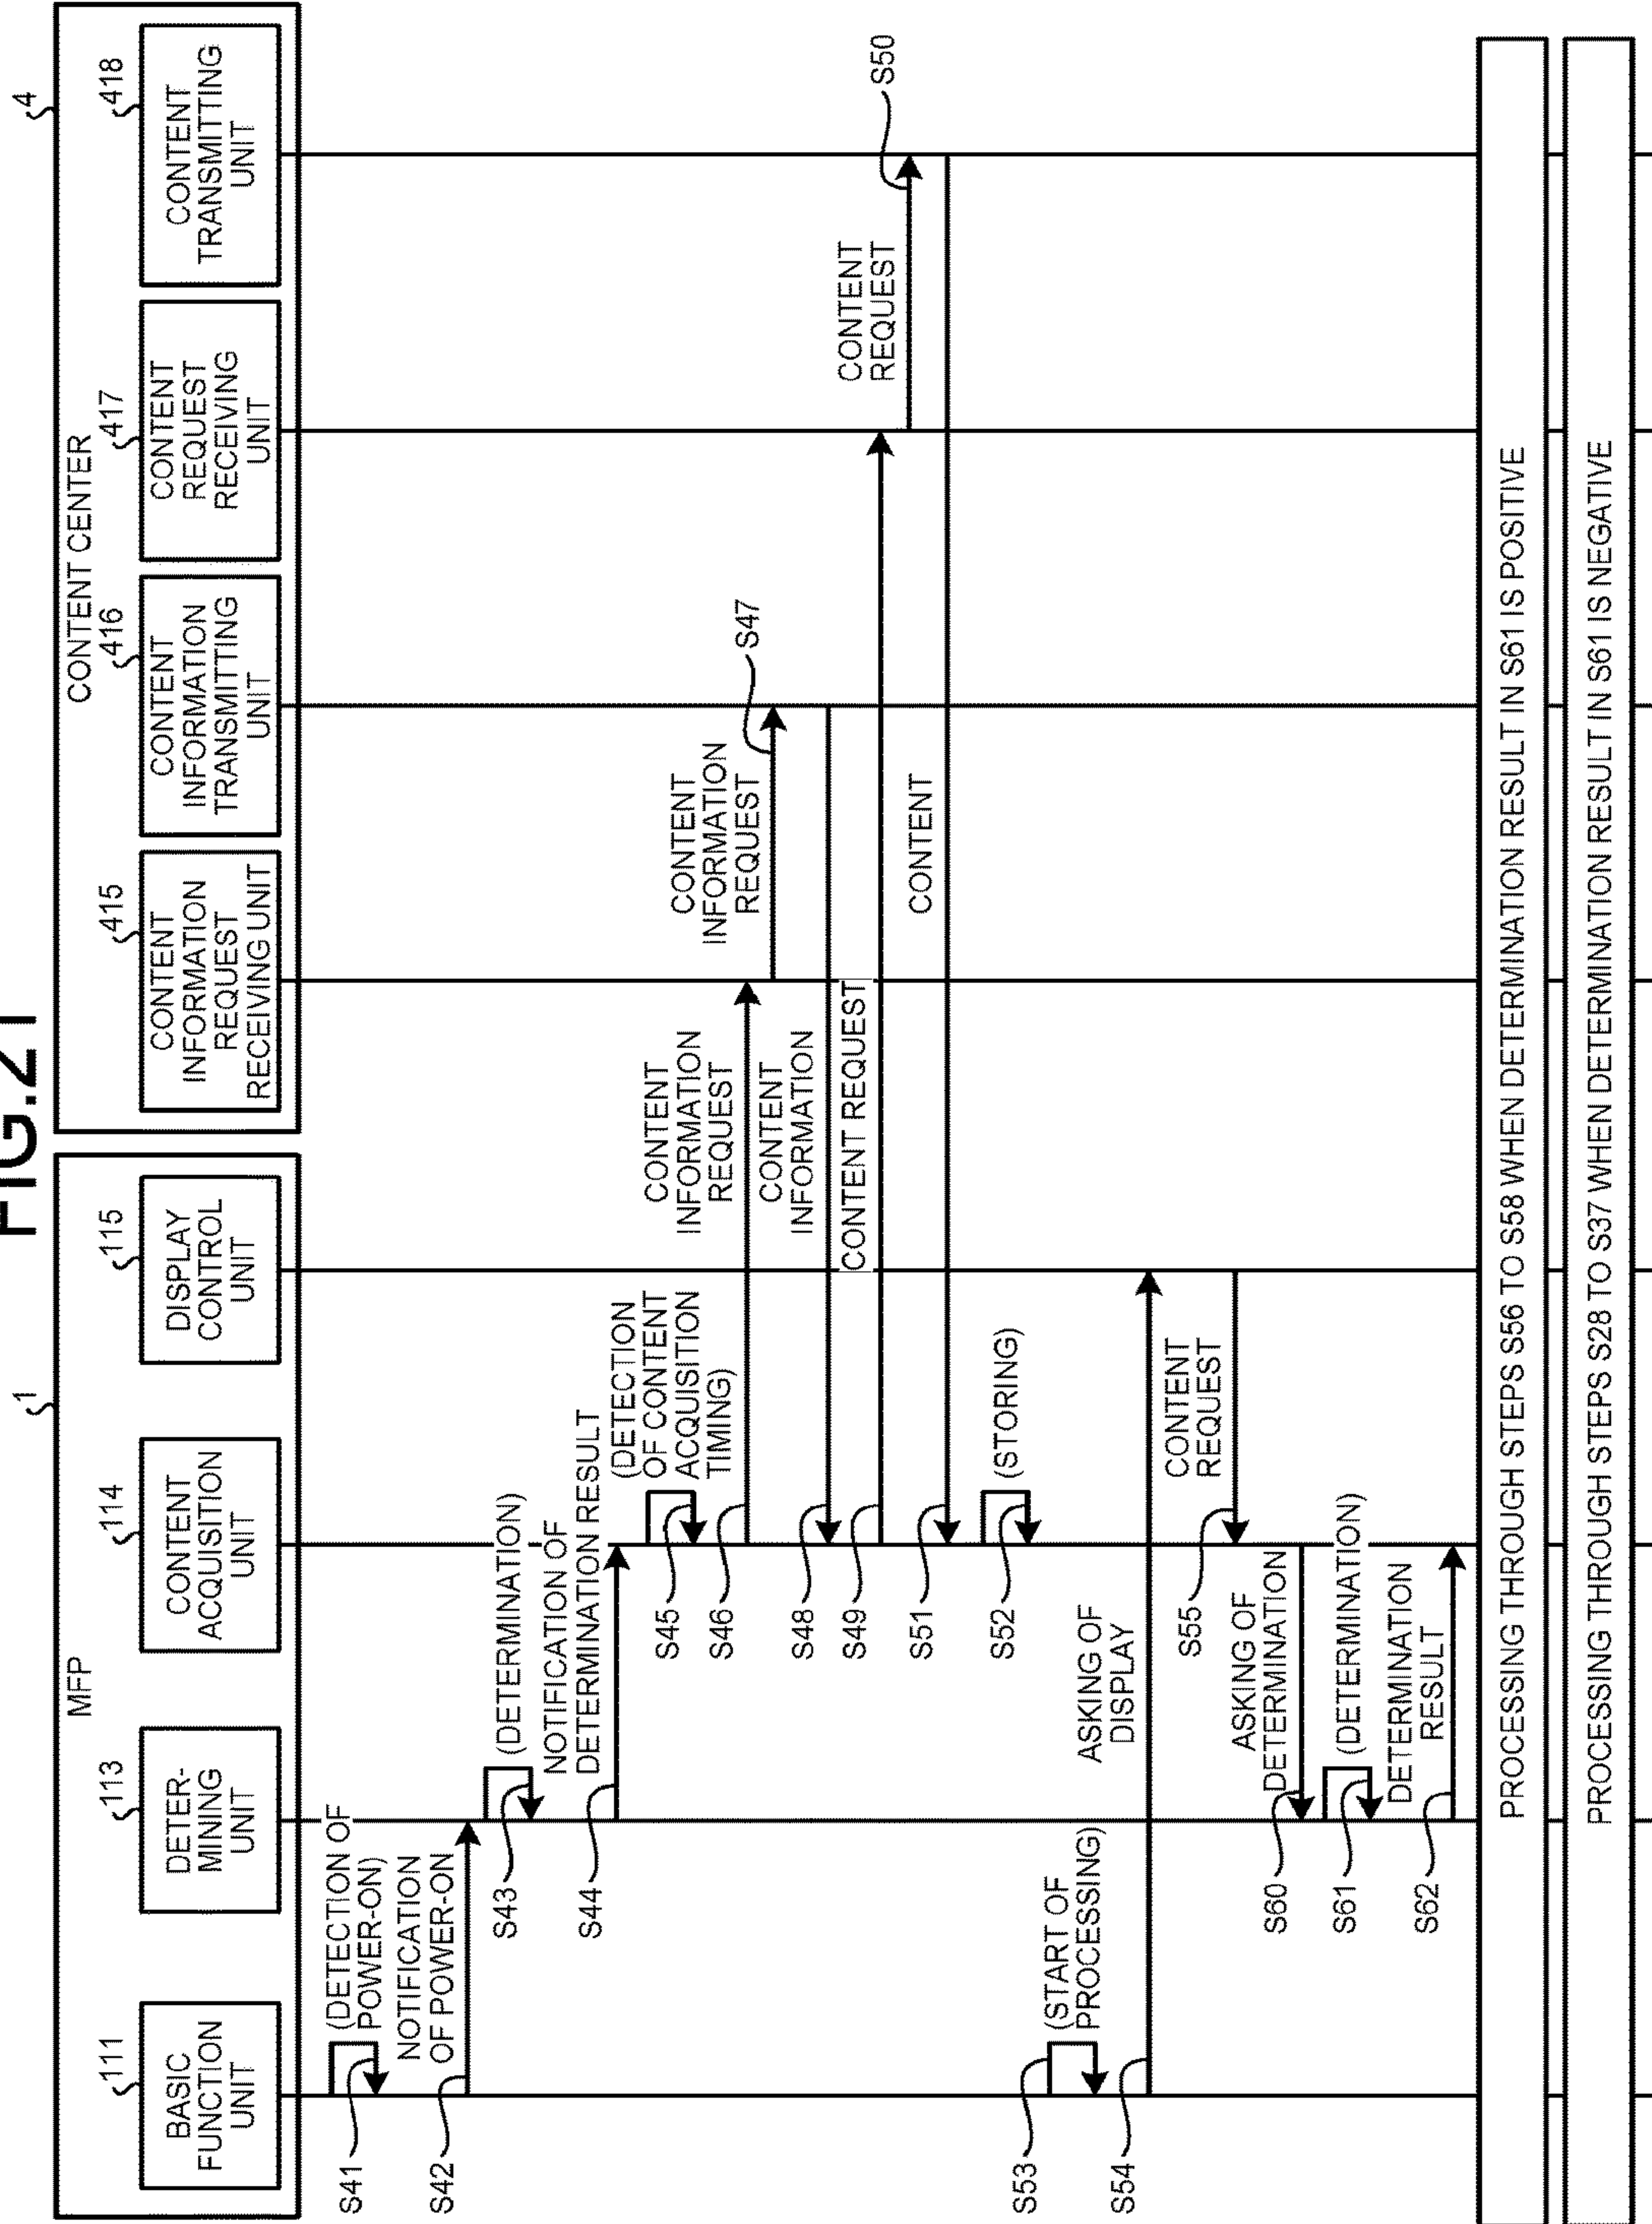 FIG.21
MFP
1
CONTENT CENTER
4
111
BASIC
FUNCTION
UNIT
113
DETER-
MINING
UNIT
114
CONTENT
ACQUISITION
UNIT
115
DISPLAY
CONTROL
UNIT
415
CONTENT
INFORMATION
REQUEST
RECEIVING UNIT
416
CONTENT
INFORMATION
TRANSMITTING
UNIT
417
CONTENT
REQUEST
RECEIVING
UNIT
418
CONTENT
TRANSMITTING
UNIT
S41
(DETECTION OF
POWER-ON)
S42
NOTIFICATION
OF POWER-ON
S43
(DETERMINATION)
S44
NOTIFICATION OF
DETERMINATION RESULT
S45
(DETECTION
OF CONTENT
ACQUISITION
TIMING)
S46
CONTENT
INFORMATION
REQUEST
CONTENT
INFORMATION
REQUEST
S47
S48
CONTENT
INFORMATION
S49
CONTENT REQUEST
CONTENT
REQUEST
S50
S51
CONTENT
S52
(STORING)
S53
(START OF
PROCESSING)
S54
ASKING OF
DISPLAY
S55
CONTENT
REQUEST
S60
ASKING OF
DETERMINATION
S61
(DETERMINATION)
S62
DETERMINATION
RESULT
PROCESSING THROUGH STEPS S56 TO S58 WHEN DETERMINATION RESULT IN S61 IS POSITIVE
PROCESSING THROUGH STEPS S28 TO S37 WHEN DETERMINATION RESULT IN S61 IS NEGATIVE